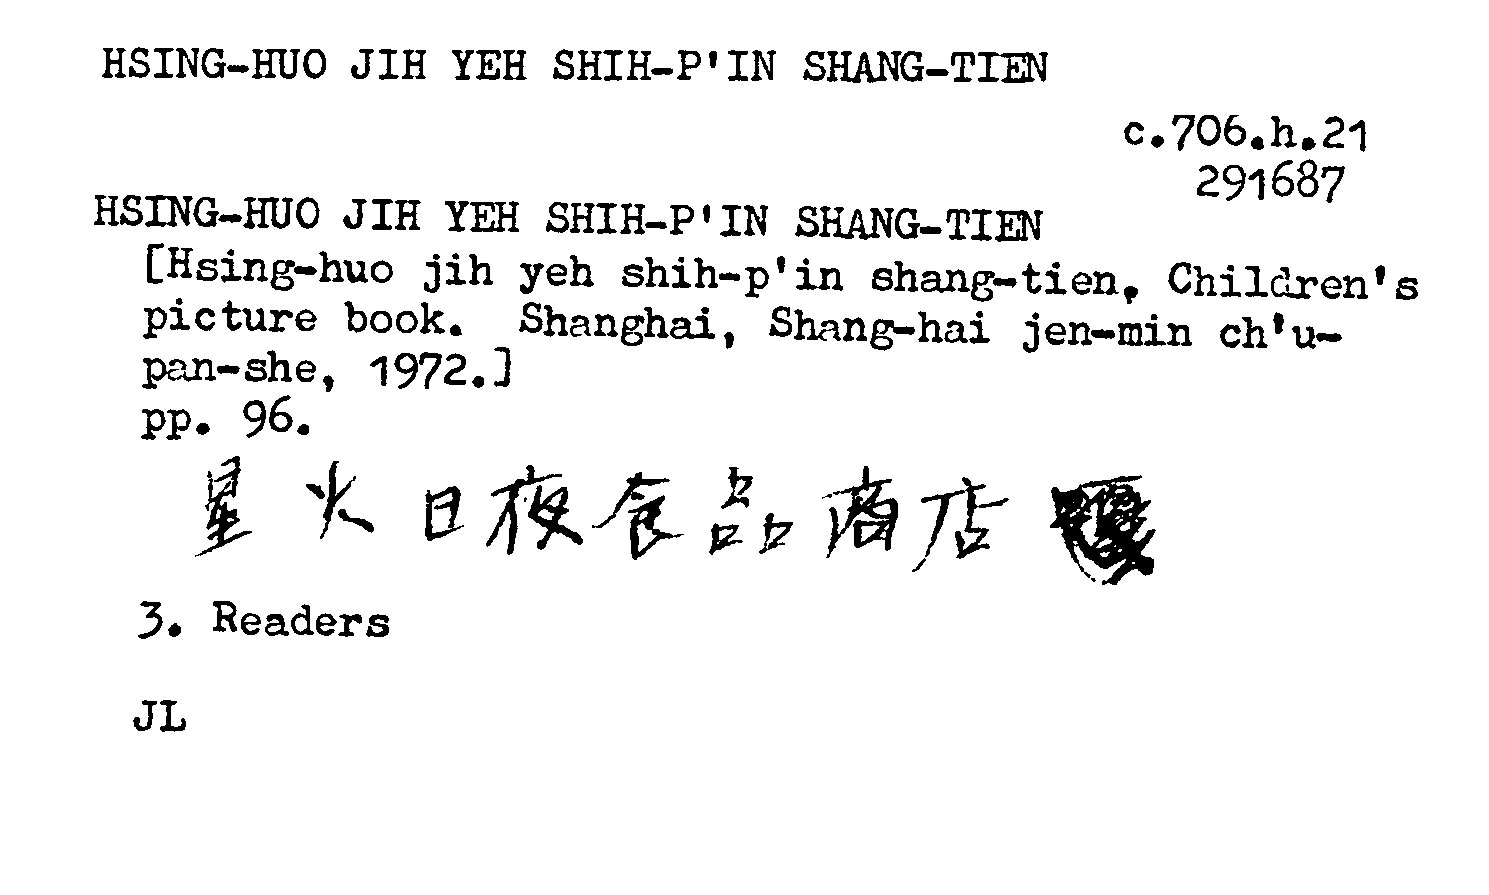 HSING-HUO JIH YEH SHIH-P'IN SHANG-TIEN
c.706.h.21
291687
HSING-HUO JIH YEH SHIH-P'IN SHANG-TIEN
[Hsing-huo jih yeh shih-p'in shang-tien, Children's
picture book. Shanghai, Shang-hai jen-min ch'u-
pan-she, 1972.]
pp. 96.
星火日夜食品商店
3. Readers
JL